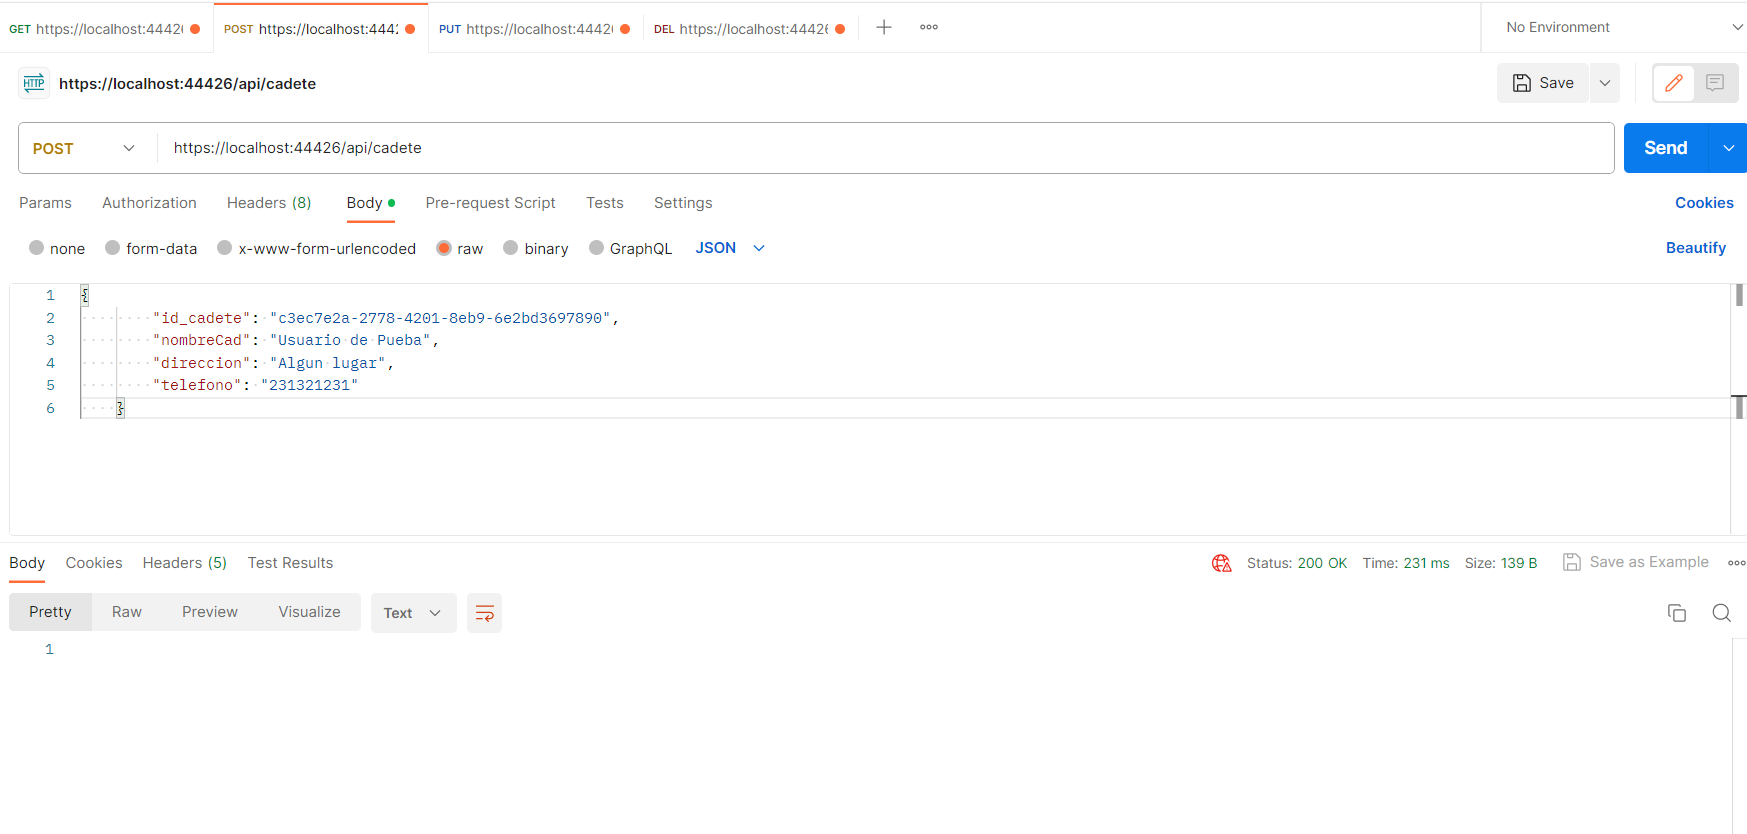 GET https://localhost:4442
POST https://localhost:444
PUT https://localhost:4442
DEL https://localhost:4442
No Environment
HTTP https://localhost:44426/api/cadete
Save
POST https://localhost:44426/api/cadete
Send
Params Authorization Headers (8) Body Pre-request Script Tests Settings Cookies
none form-data x-www-form-urlencoded raw binary GraphQL JSON Beautify
1 {
2 "id_cadete": "c3ec7e2a-2778-4201-8eb9-6e2bd3697890",
3 "nombreCad": "Usuario de Pueba",
4 "direccion": "Algun lugar",
5 "telefono": "231321231"
6 }
Body Cookies Headers (5) Test Results Status: 200 OK Time: 231 ms Size: 139 B Save as Example
Pretty Raw Preview Visualize Text
1